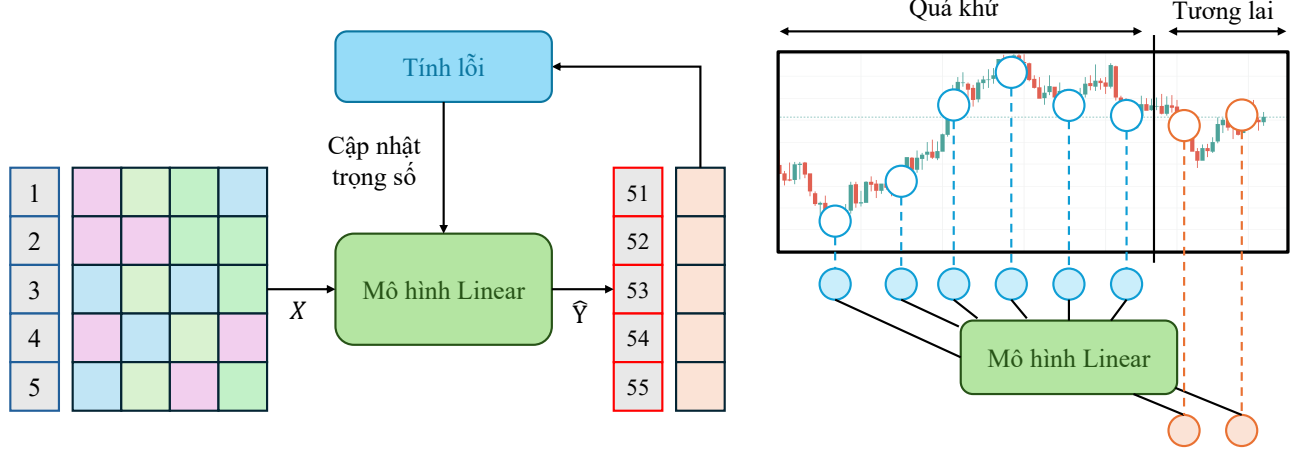 Quá khứ
Tương lai
Tính lỗi
Cập nhật
trọng số
1
2
3
4
5
X
Mô hình Linear
Ŷ
51
52
53
54
55
Mô hình Linear